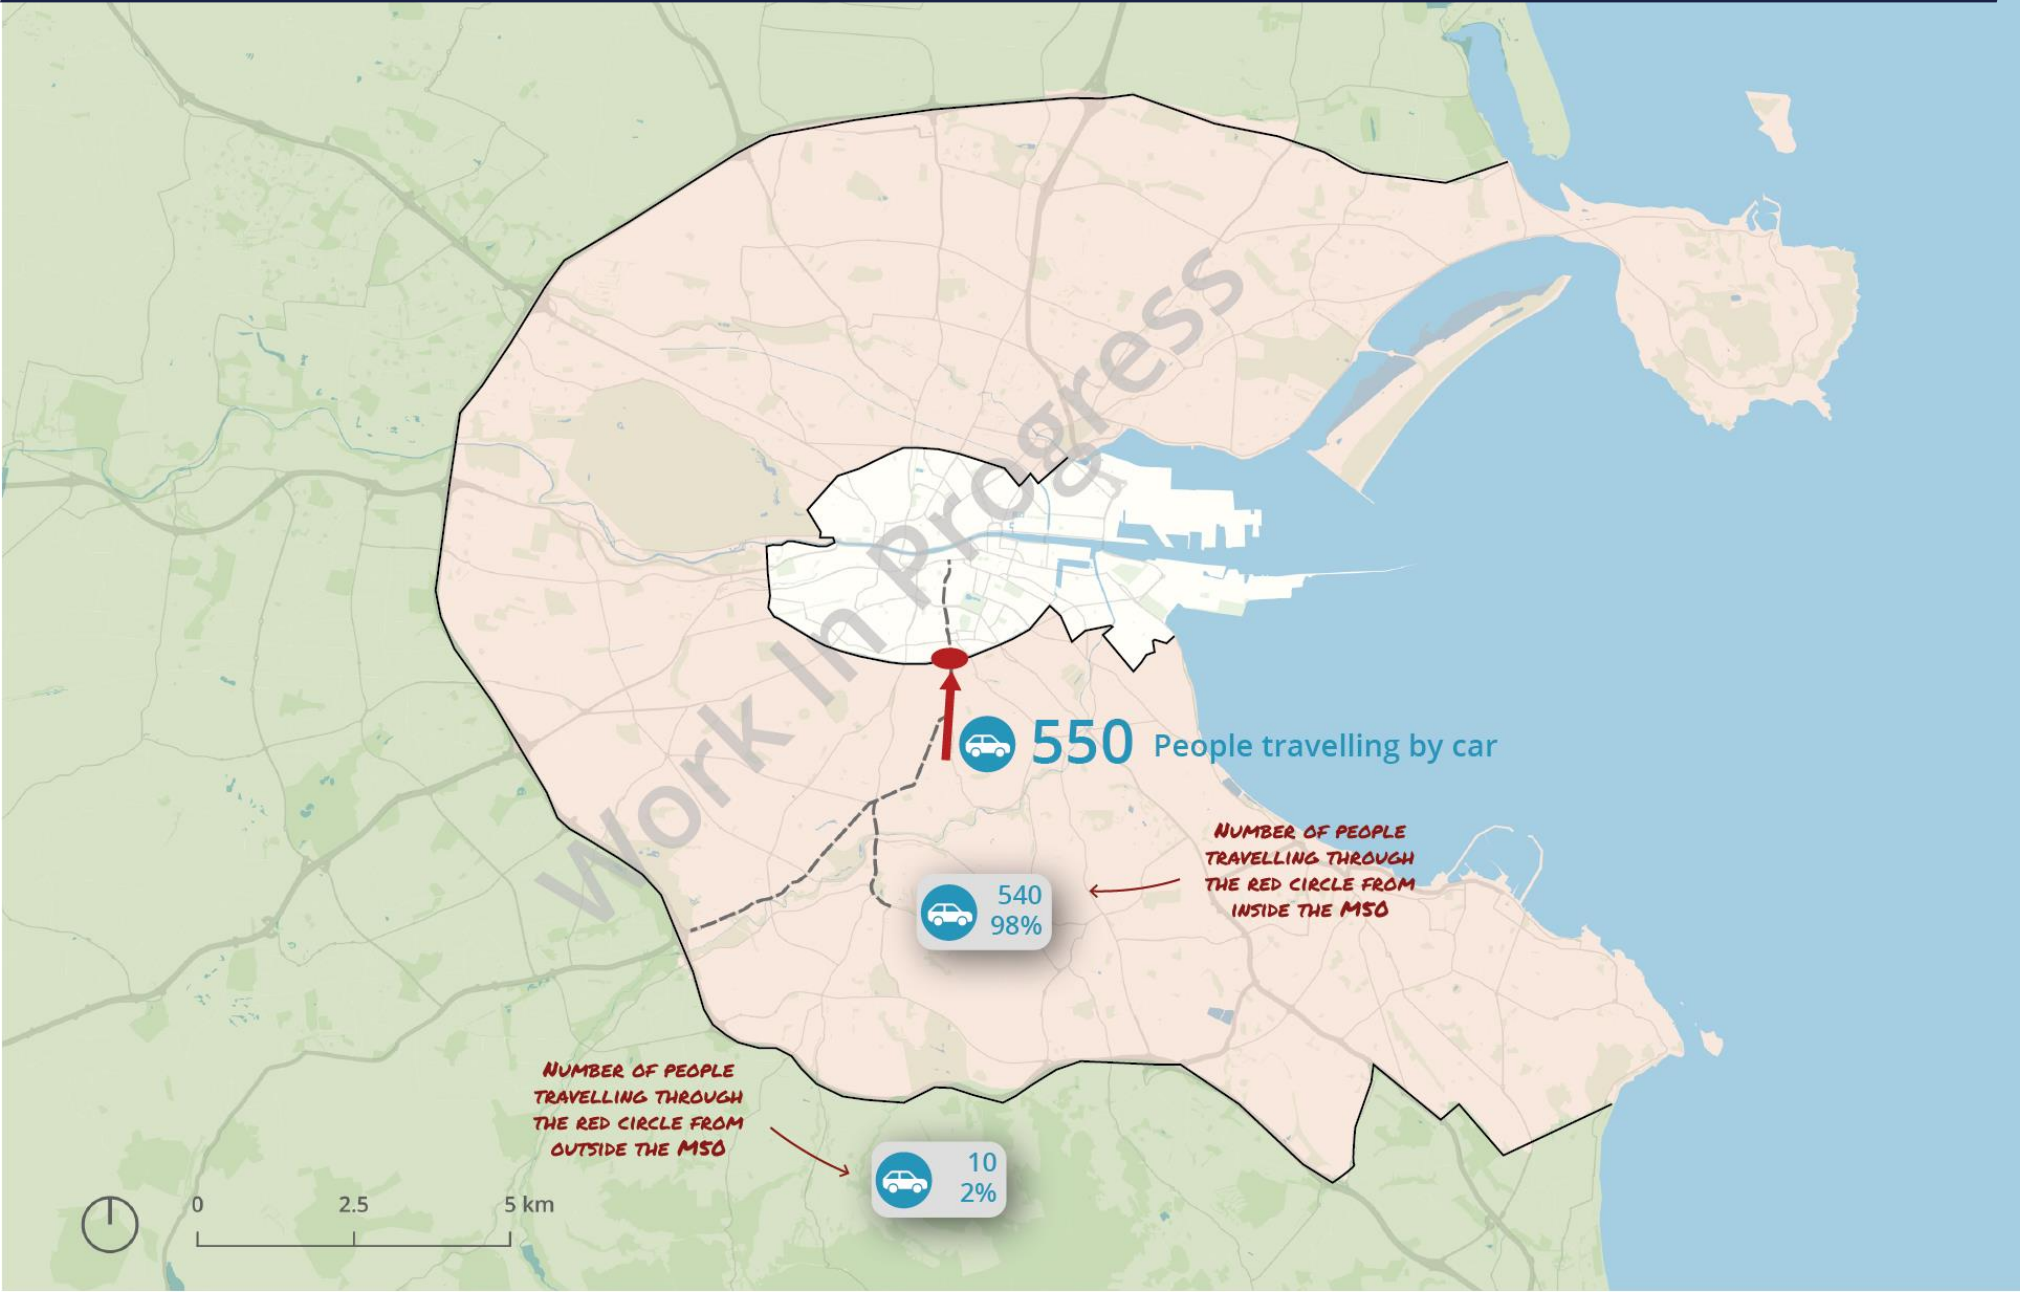 Work In Progress
550 People travelling by car
NUMBER OF PEOPLE
TRAVELLING THROUGH
THE RED CIRCLE FROM
INSIDE THE M50
540
98%
NUMBER OF PEOPLE
TRAVELLING THROUGH
THE RED CIRCLE FROM
OUTSIDE THE M50
10
2%
0 2.5 5 km